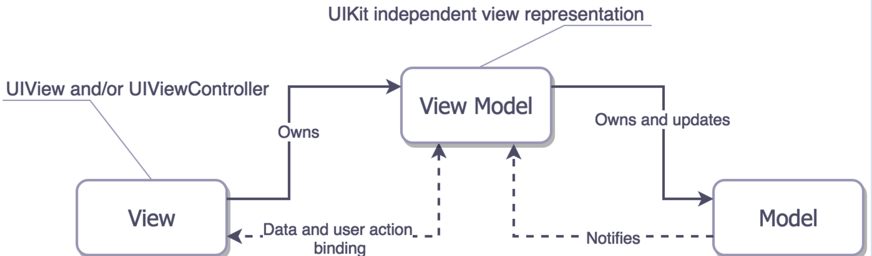 UIKit independent view representation
UIView and/or UIViewController
View Model
Owns and updates
Owns
View
Model
Data and user action
binding
Notifies